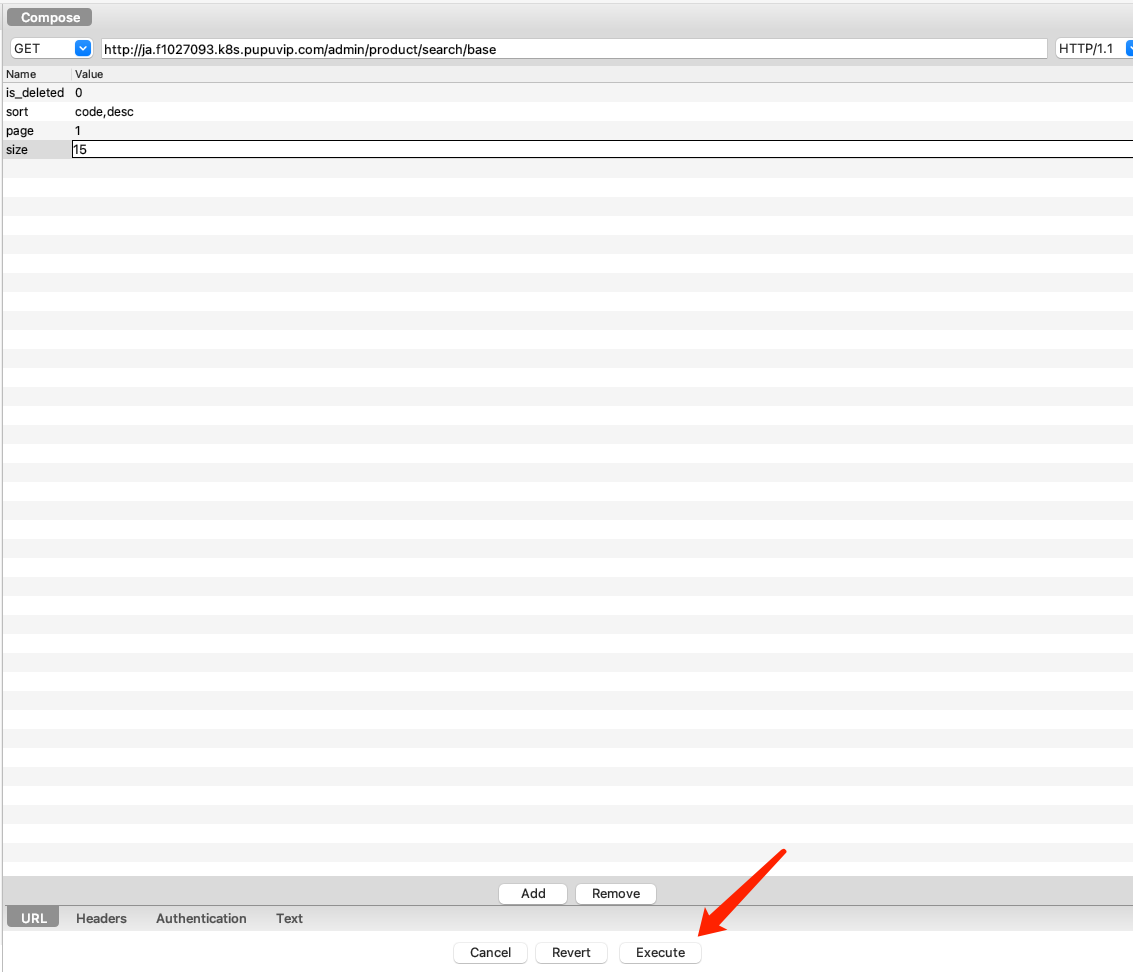 Compose
GET http://ja.f1027093.k8s.pupuvip.com/admin/product/search/base HTTP/1.1
Name Value
is_deleted 0
sort code,desc
page 1
size 15
Add Remove
URL Headers Authentication Text
Cancel Revert Execute